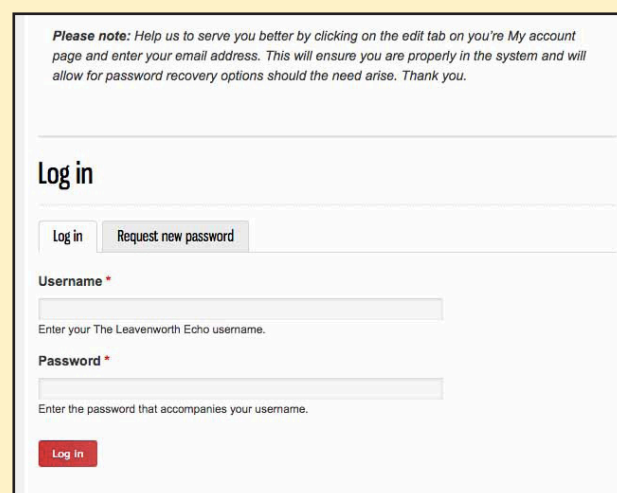 Please note: Help us to serve you better by clicking on the edit tab on you're My account
page and enter your email address. This will ensure you are properly in the system and will
allow for password recovery options should the need arise. Thank you.
Log in
Log in Request new password
Username *
Enter your The Leavenworth Echo username.
Password *
Enter the password that accompanies your username.
Log in